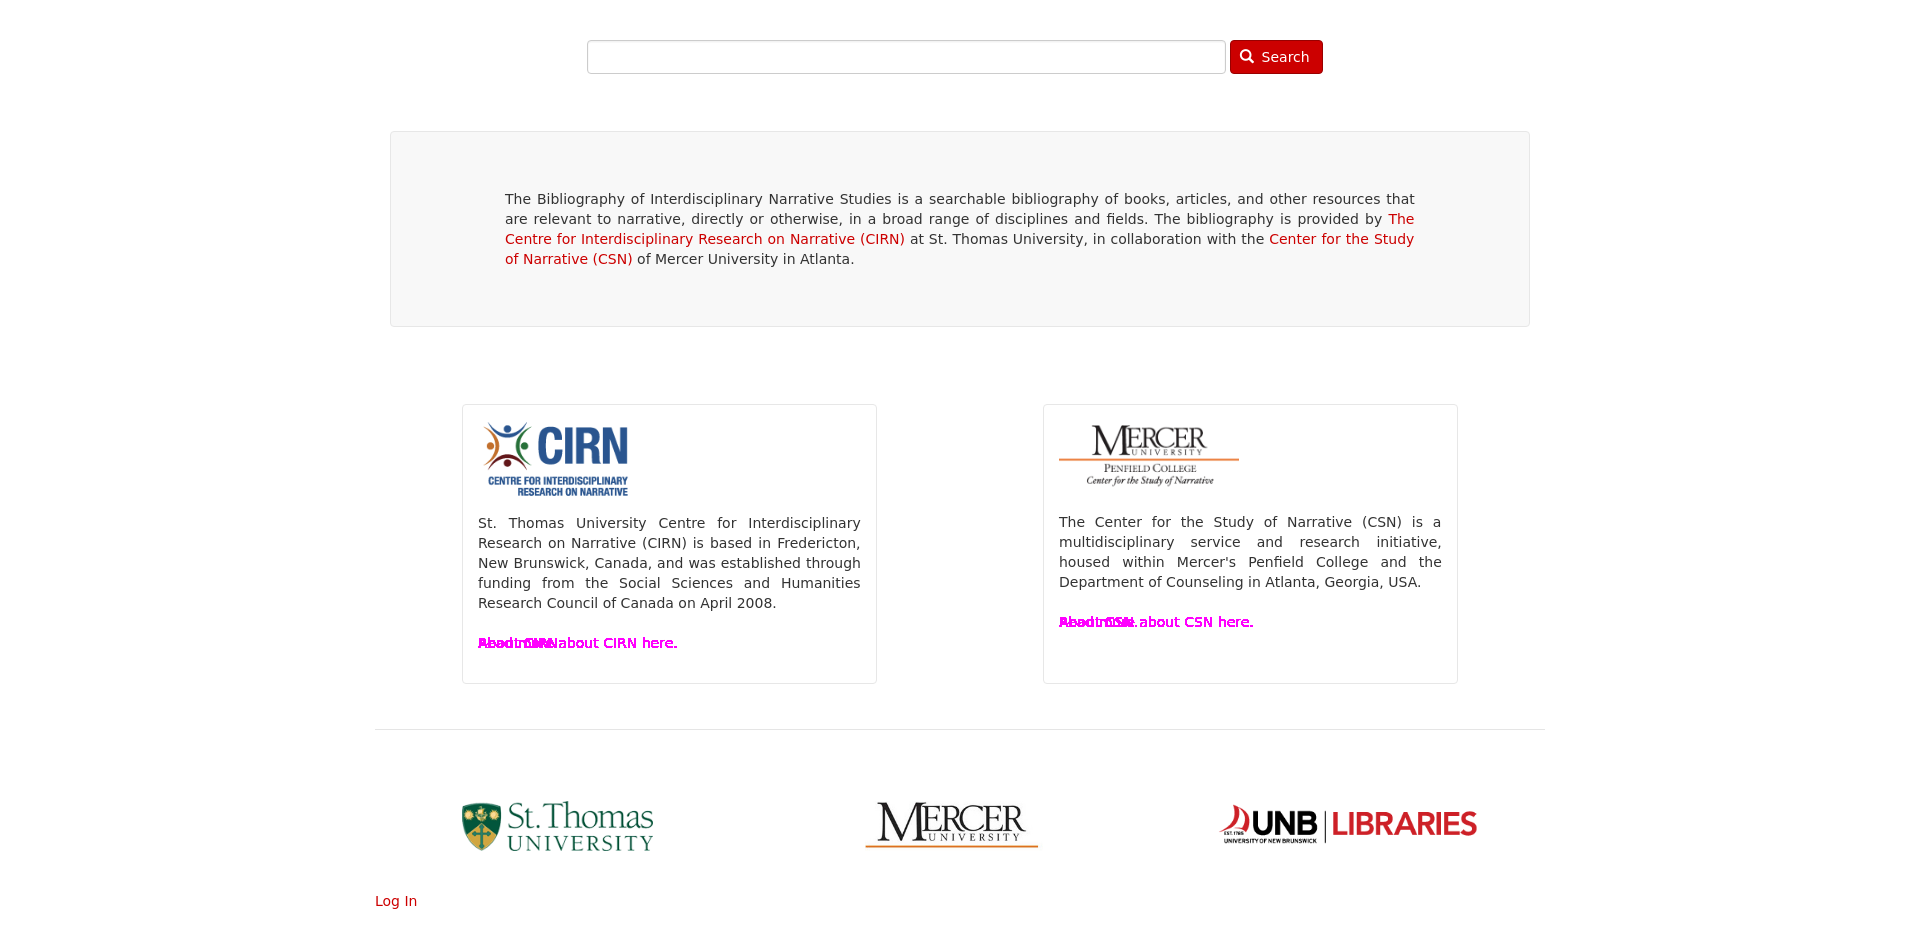 Search
The Bibliography of Interdisciplinary Narrative Studies is a searchable bibliography of books, articles, and other resources that
are relevant to narrative, directly or otherwise, in a broad range of disciplines and fields. The bibliography is provided by The
Centre for Interdisciplinary Research on Narrative (CIRN) at St. Thomas University, in collaboration with the Center for the Study
of Narrative (CSN) of Mercer University in Atlanta.
CIRN
CENTRE FOR INTERDISCIPLINARY
RESEARCH ON NARRATIVE
St. Thomas University Centre for Interdisciplinary
Research on Narrative (CIRN) is based in Fredericton,
New Brunswick, Canada, and was established through
funding from the Social Sciences and Humanities
Research Council of Canada on April 2008.
about CIRN here.
MERCER
UNIVERSITY
PENFIELD COLLEGE
Center for the Study of Narrative
The Center for the Study of Narrative (CSN) is a
multidisciplinary service and research initiative,
housed within Mercer's Penfield College and the
Department of Counseling in Atlanta, Georgia, USA.
about CSN here.
St. Thomas
UNIVERSITY
MERCER
UNIVERSITY
EST. 1785 UNB LIBRARIES
UNIVERSITY OF NEW BRUNSWICK
Log In